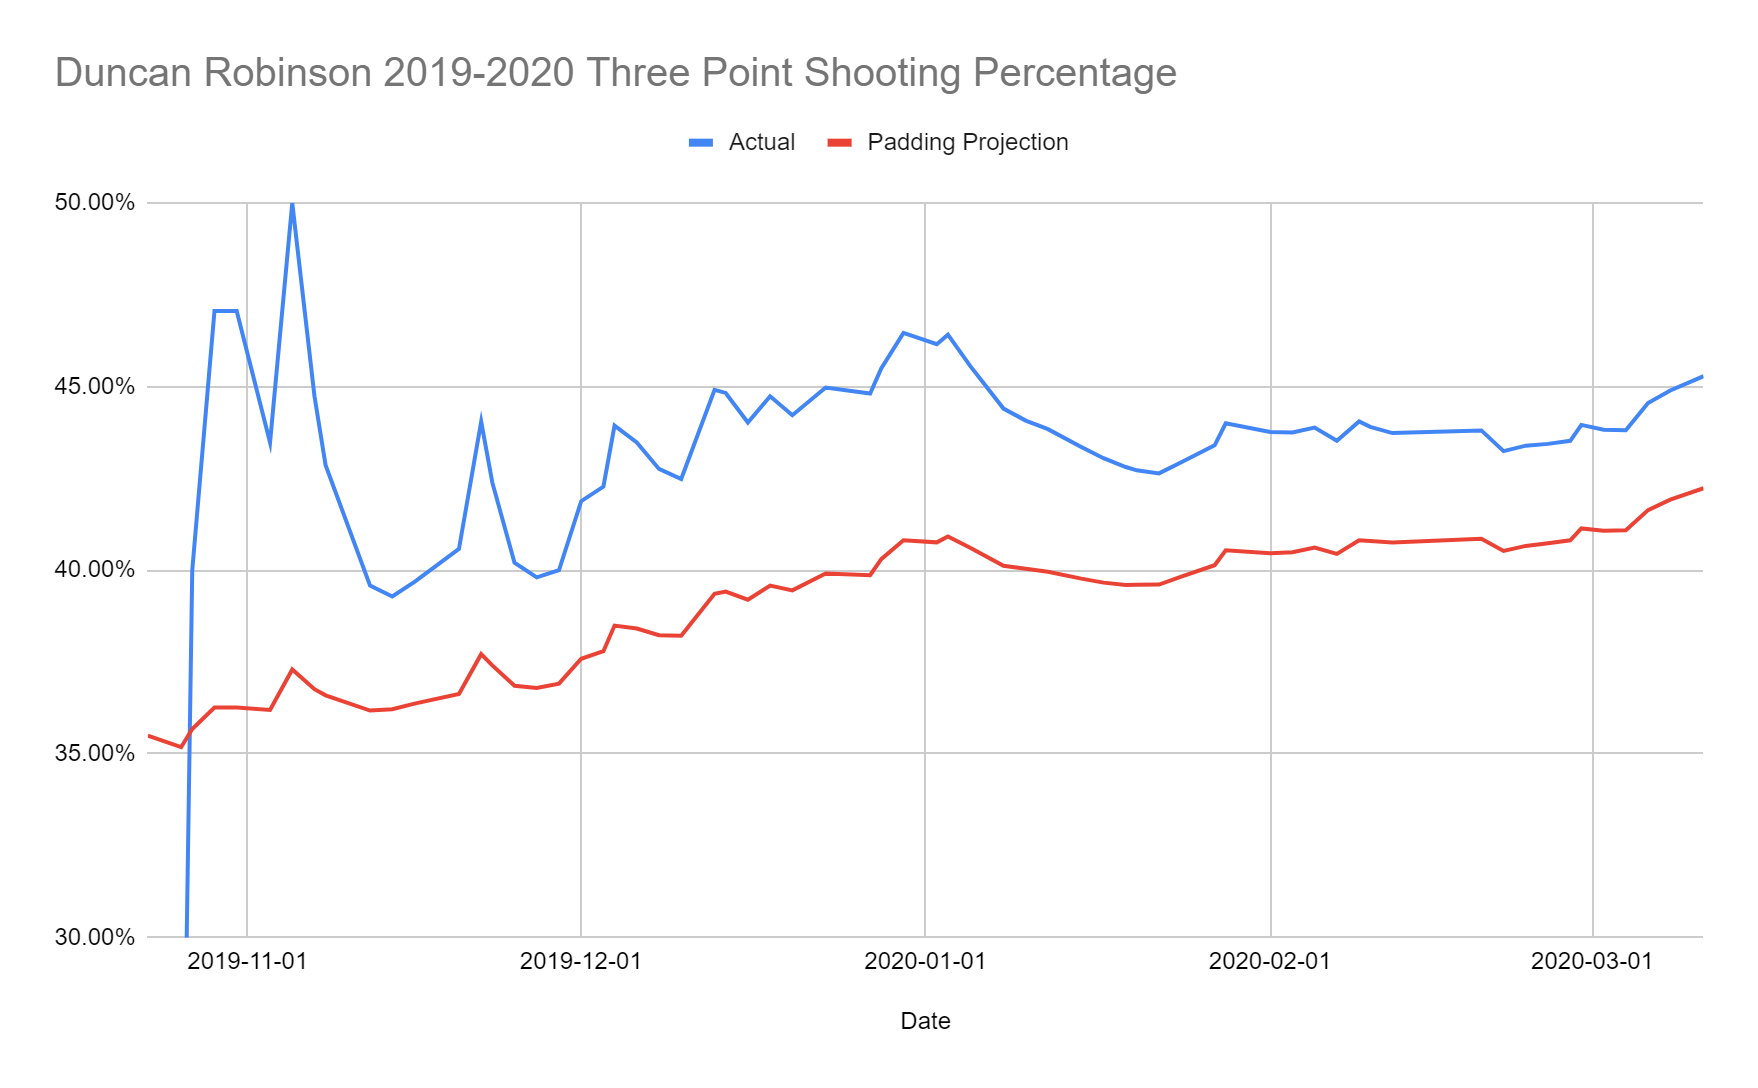 Duncan Robinson 2019-2020 Three Point Shooting Percentage
Actual Padding Projection
50.00%
45.00%
40.00%
35.00%
30.00%
2019-11-01 2019-12-01 2020-01-01 2020-02-01 2020-03-01
Date